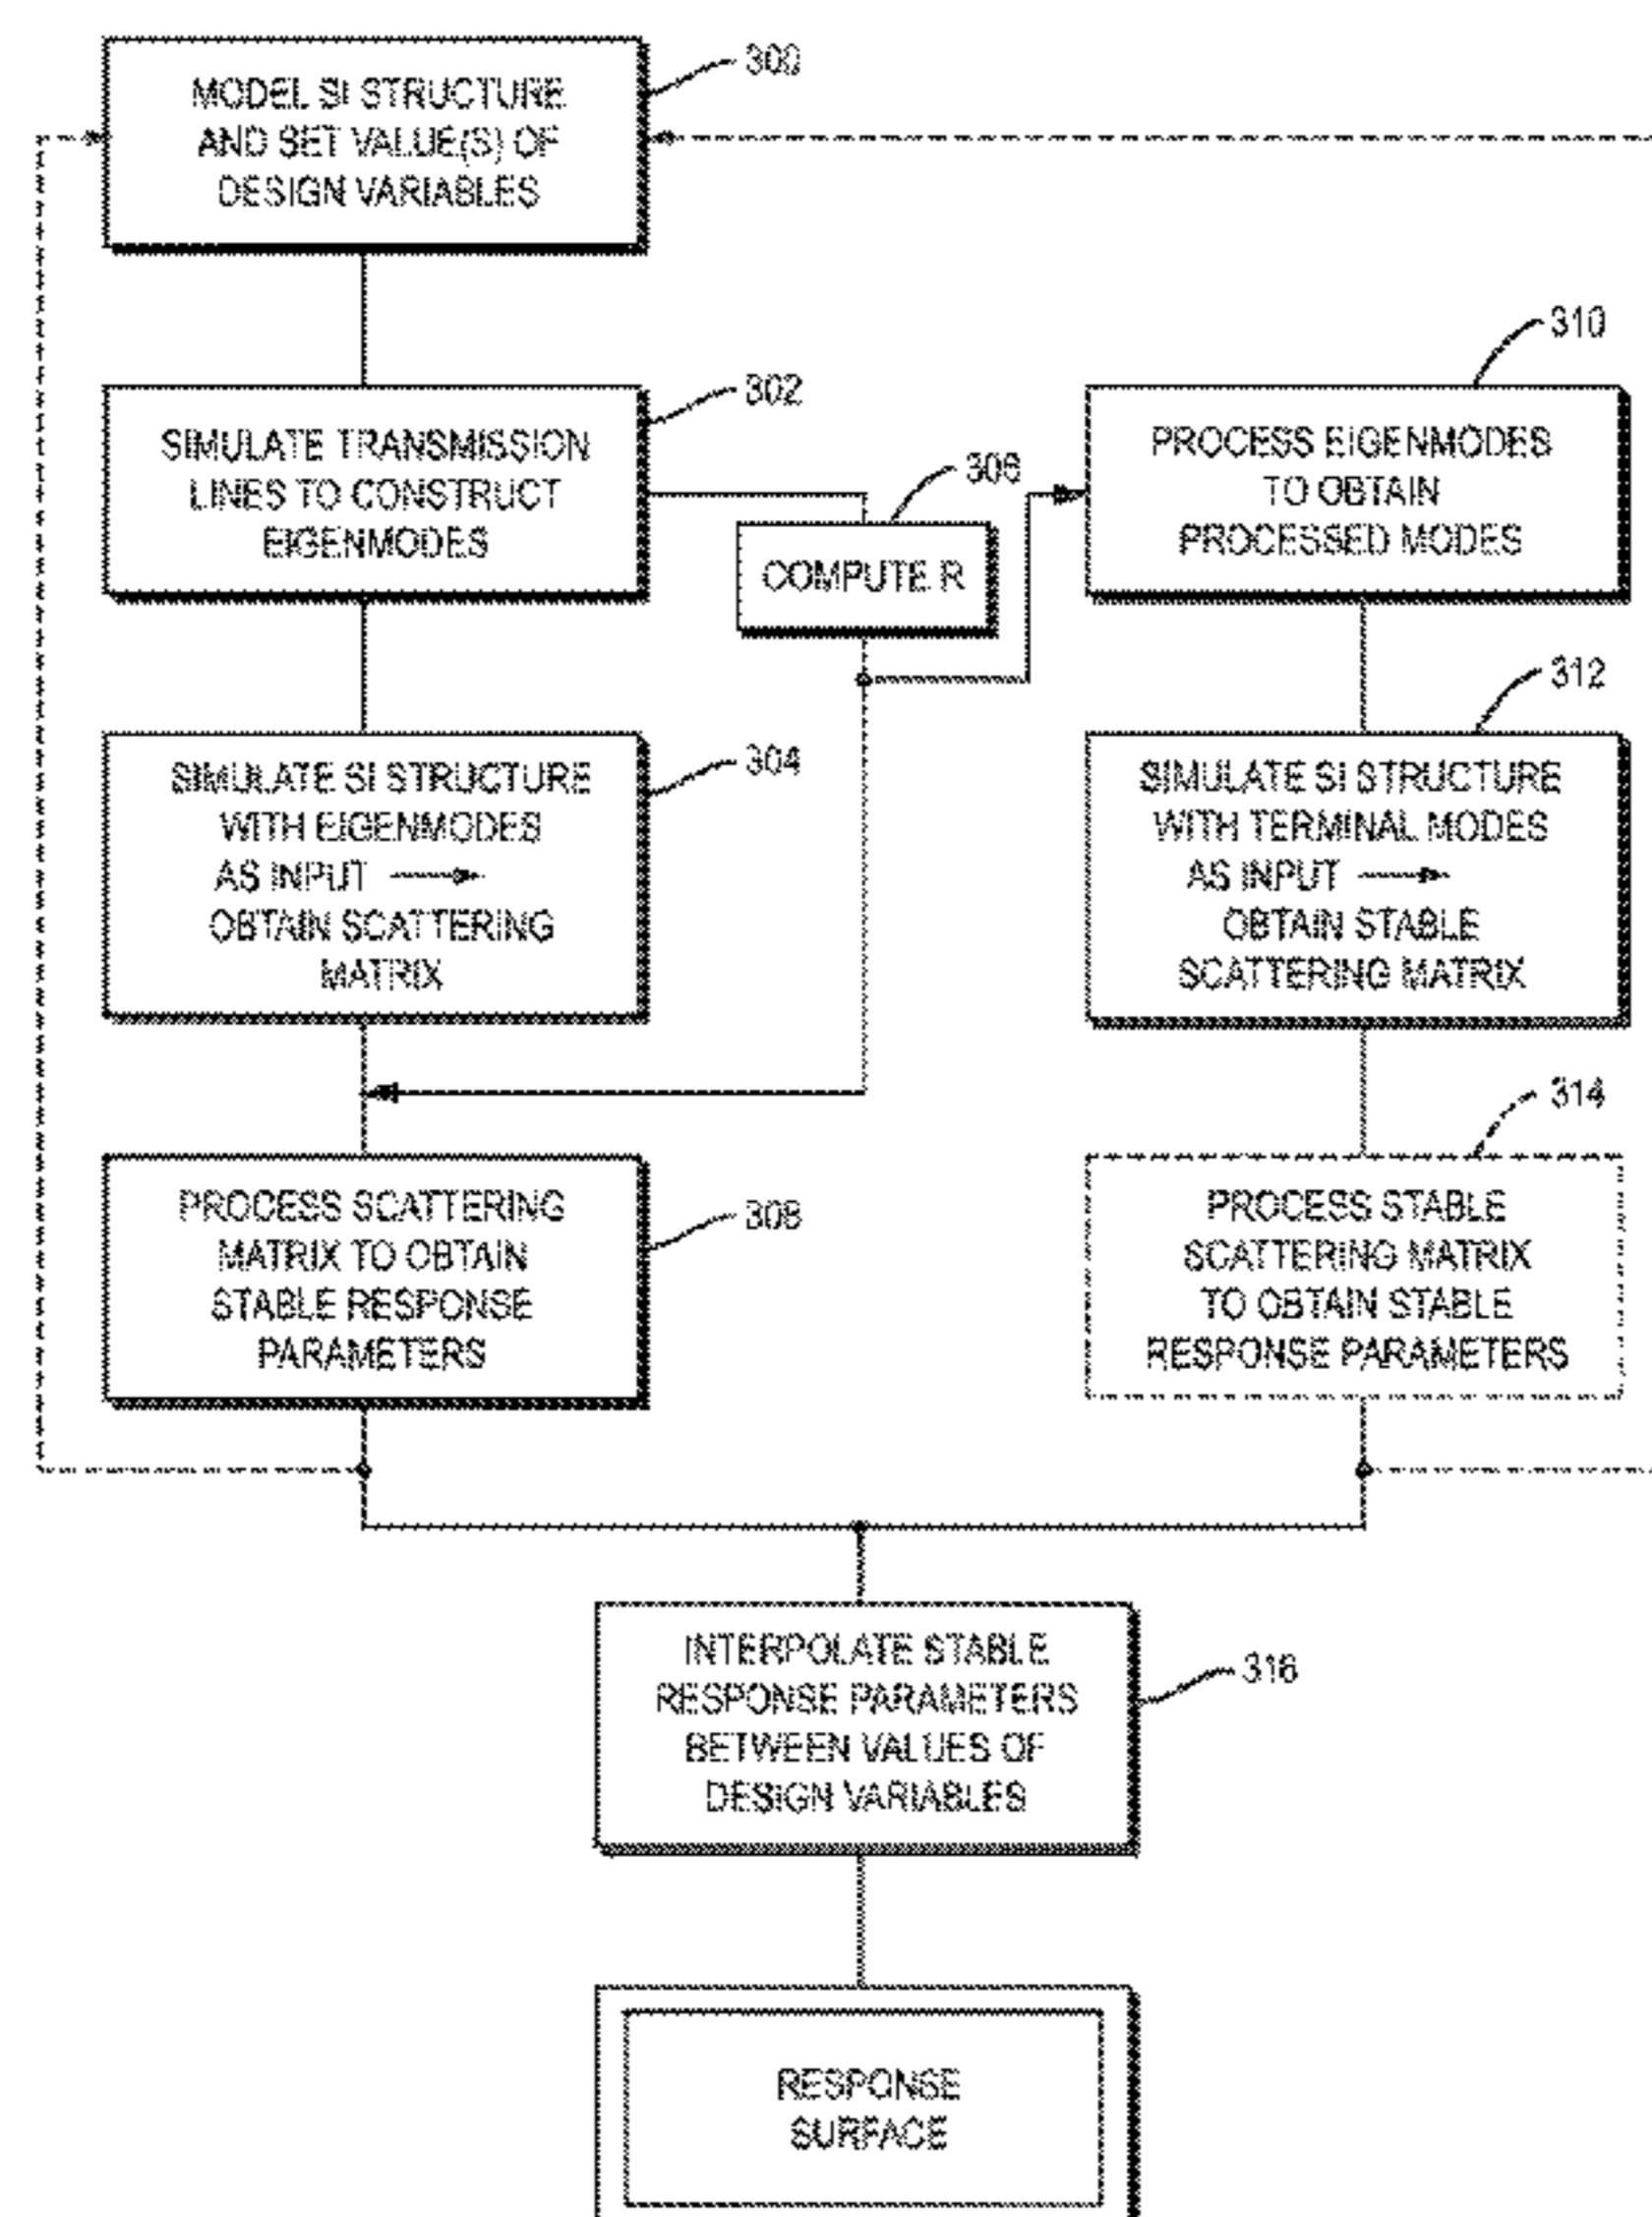 300
MODEL SI STRUCTURE
AND SET VALUE(S) OF
DESIGN VARIABLES
302
SIMULATE TRANSMISSION
LINES TO CONSTRUCT
EIGENMODES
306
COMPUTE R
304
SIMULATE SI STRUCTURE
WITH EIGENMODES
AS INPUT
OBTAIN SCATTERING
MATRIX
308
PROCESS SCATTERING
MATRIX TO OBTAIN
STABLE RESPONSE
PARAMETERS
310
PROCESS EIGENMODES
TO OBTAIN
PROCESSED MODES
312
SIMULATE SI STRUCTURE
WITH TERMINAL MODES
AS INPUT
OBTAIN STABLE
SCATTERING MATRIX
314
PROCESS STABLE
SCATTERING MATRIX
TO OBTAIN STABLE
RESPONSE PARAMETERS
316
INTERPOLATE STABLE
RESPONSE PARAMETERS
BETWEEN VALUES OF
DESIGN VARIABLES
RESPONSE
SURFACE